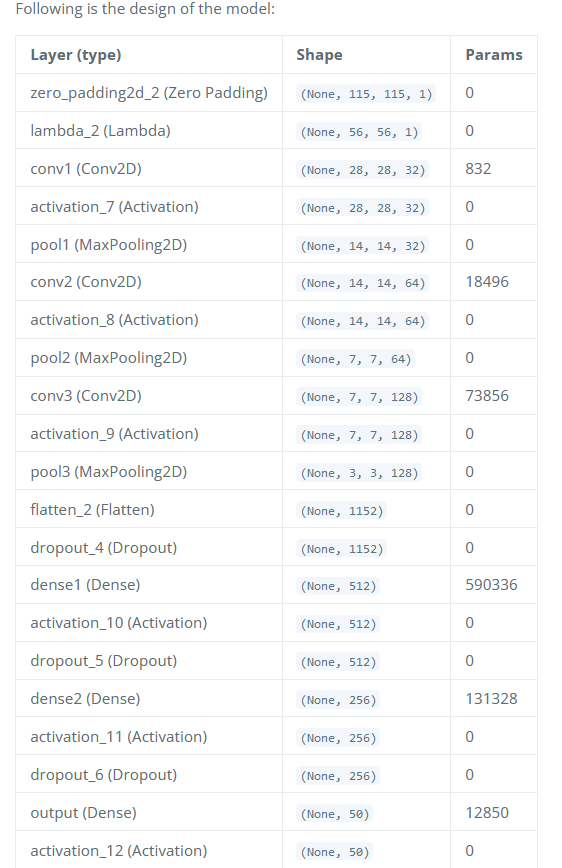 Following is the design of the model:
Layer (type) Shape Params
zero_padding2d_2 (Zero Padding) (None, 115, 115, 1) 0
lambda_2 (Lambda) (None, 56, 56, 1) 0
conv1 (Conv2D) (None, 28, 28, 32) 832
activation_7 (Activation) (None, 28, 28, 32) 0
pool1 (MaxPooling2D) (None, 14, 14, 32) 0
conv2 (Conv2D) (None, 14, 14, 64) 18496
activation_8 (Activation) (None, 14, 14, 64) 0
pool2 (MaxPooling2D) (None, 7, 7, 64) 0
conv3 (Conv2D) (None, 7, 7, 128) 73856
activation_9 (Activation) (None, 7, 7, 128) 0
pool3 (MaxPooling2D) (None, 3, 3, 128) 0
flatten_2 (Flatten) (None, 1152) 0
dropout_4 (Dropout) (None, 1152) 0
dense1 (Dense) (None, 512) 590336
activation_10 (Activation) (None, 512) 0
dropout_5 (Dropout) (None, 512) 0
dense2 (Dense) (None, 256) 131328
activation_11 (Activation) (None, 256) 0
dropout_6 (Dropout) (None, 256) 0
output (Dense) (None, 50) 12850
activation_12 (Activation) (None, 50) 0